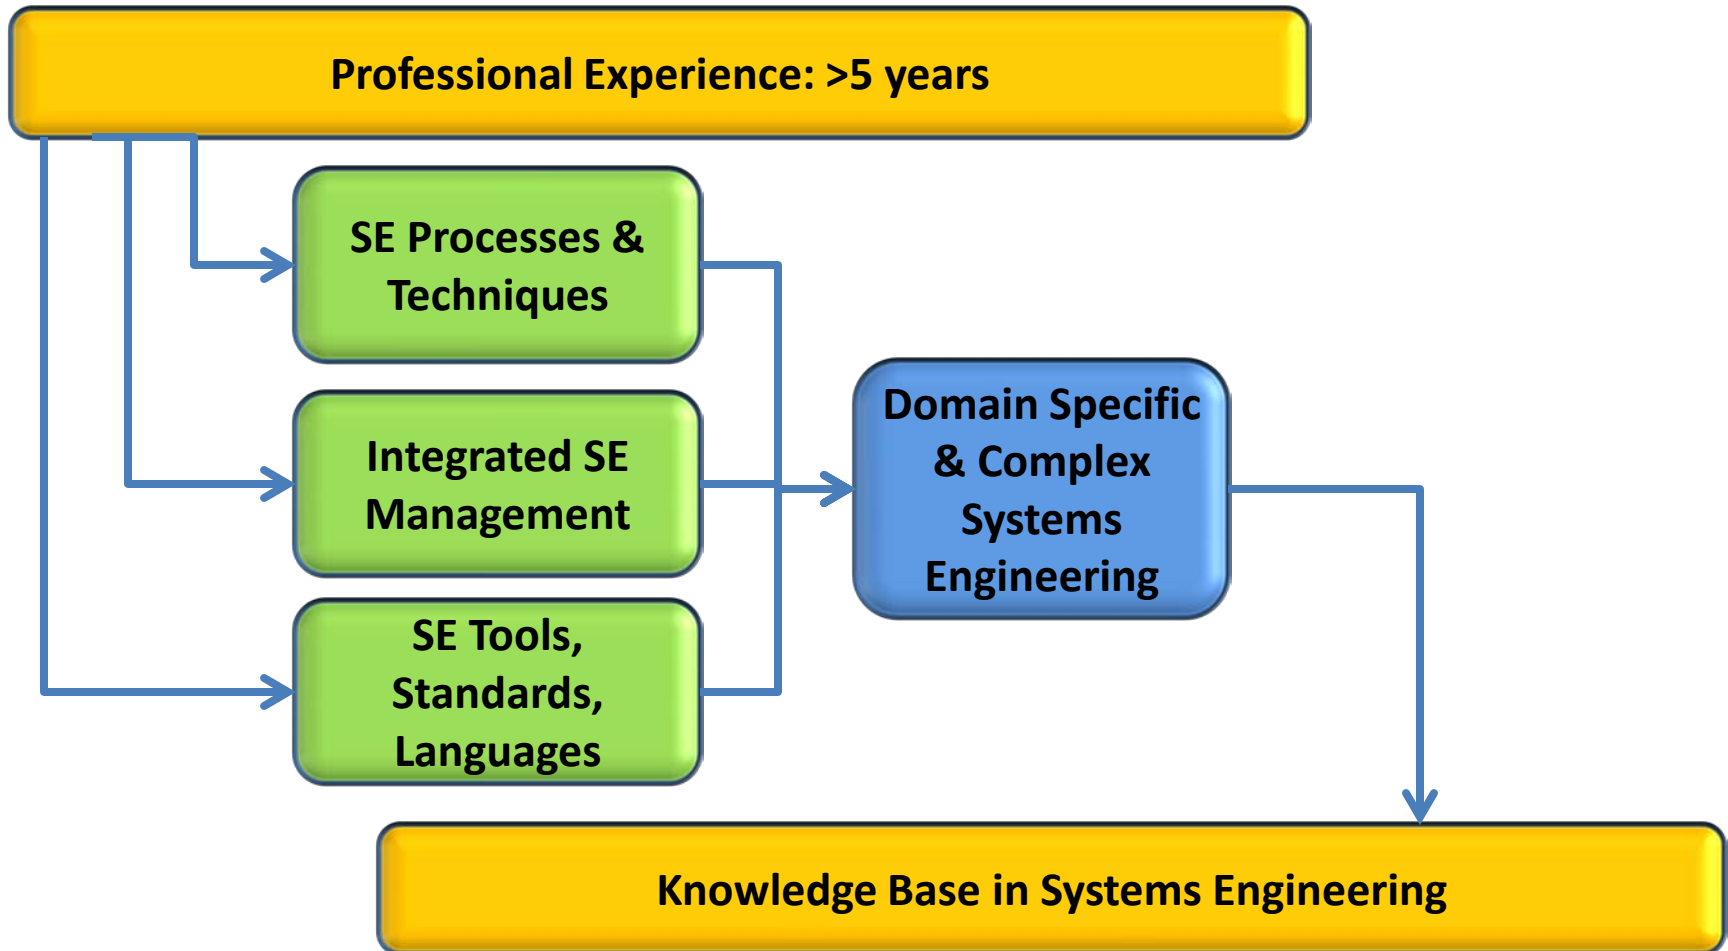 Professional Experience: >5 years
SE Processes &
Techniques
Integrated SE
Management
SE Tools,
Standards,
Languages
Domain Specific
& Complex
Systems
Engineering
Knowledge Base in Systems Engineering